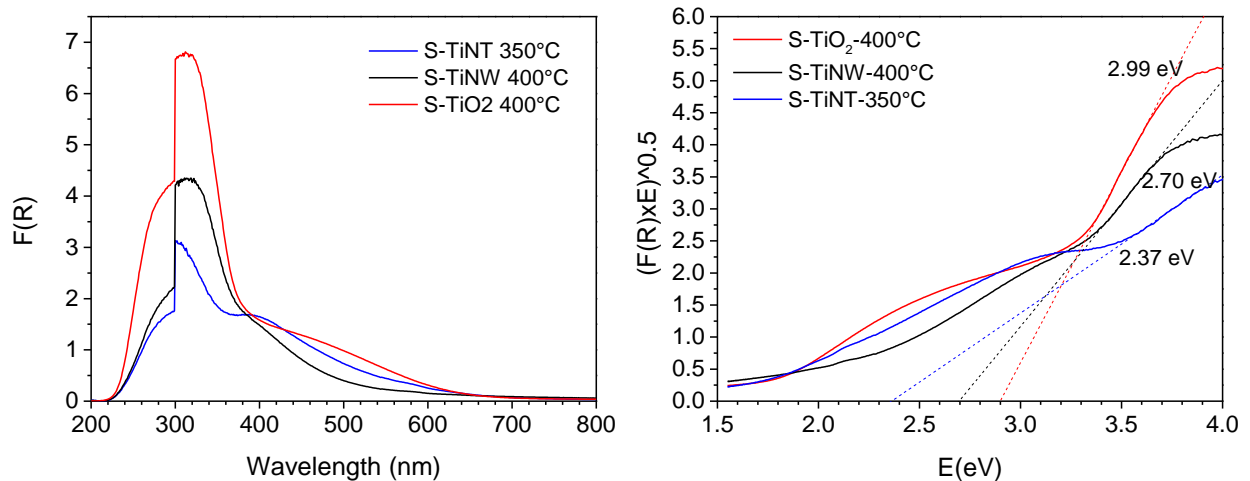 7
6
5
4
3
2
1
0
F(R)
200 300 400 500 600 700 800
Wavelength (nm)
S-TiNT 350°C
S-TiNW 400°C
S-TiO2 400°C
6.0
5.5
5.0
4.5
4.0
3.5
3.0
2.5
2.0
1.5
1.0
0.5
0.0
(F(R)xE)^0.5
1.5 2.0 2.5 3.0 3.5 4.0
E(eV)
S-TiO₂-400°C
S-TiNW-400°C
S-TiNT-350°C
2.99 eV
2.70 eV
2.37 eV